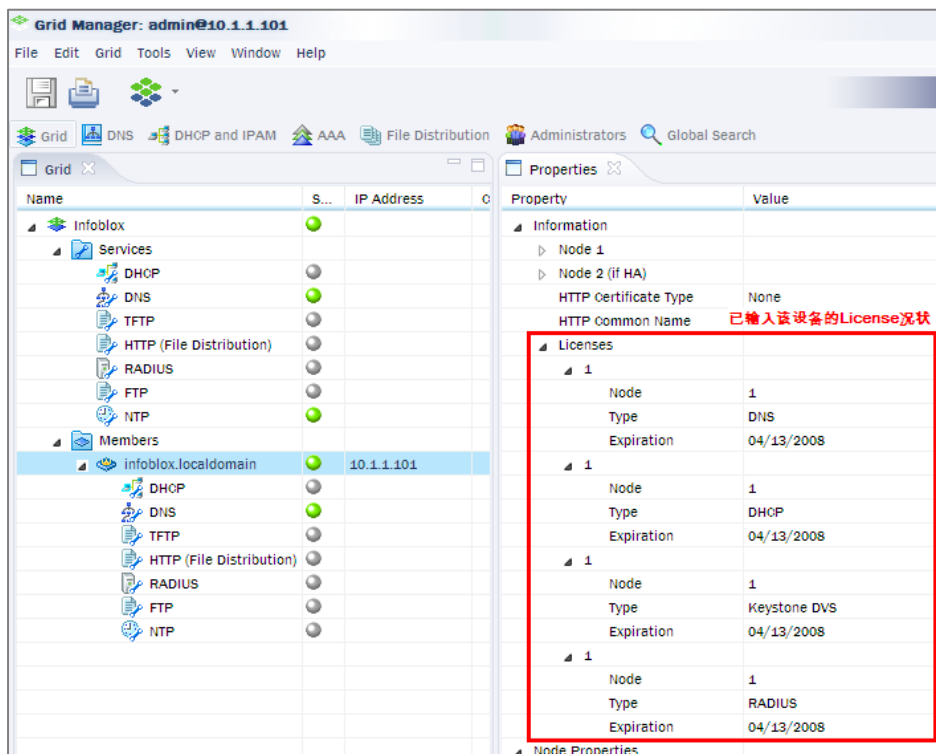 Grid Manager: admin@10.1.1.101
File Edit Grid Tools View Window Help
Grid DNS DHCP and IPAM AAA File Distribution Administrators Global Search
Grid
Name S... IP Address C
Infoblox
Services
DHCP
DNS
TFTP
HTTP (File Distribution)
RADIUS
FTP
NTP
Members
infoblox.localdomain 10.1.1.101
DHCP
DNS
TFTP
HTTP (File Distribution)
RADIUS
FTP
NTP
Properties
Property Value
Information
Node 1
Node 2 (if HA)
HTTP Certificate Type None
HTTP Common Name 已输入该设备的License况状
Licenses
1
Node 1
Type DNS
Expiration 04/13/2008
1
Node 1
Type DHCP
Expiration 04/13/2008
1
Node 1
Type Keystone DVS
Expiration 04/13/2008
1
Node 1
Type RADIUS
Expiration 04/13/2008
Node Properties